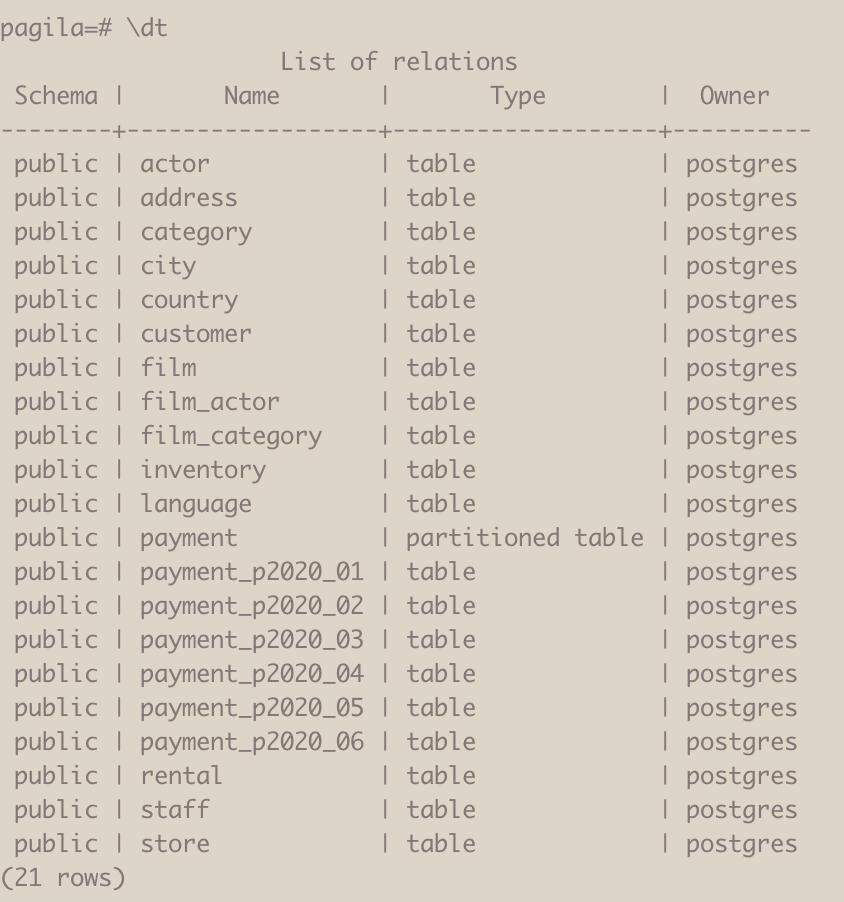 pagila=# \dt
                    List of relations
 Schema |       Name       |       Type        |  Owner
--------+------------------+-------------------+----------
 public | actor            | table             | postgres
 public | address          | table             | postgres
 public | category         | table             | postgres
 public | city             | table             | postgres
 public | country          | table             | postgres
 public | customer         | table             | postgres
 public | film             | table             | postgres
 public | film_actor       | table             | postgres
 public | film_category    | table             | postgres
 public | inventory        | table             | postgres
 public | language         | table             | postgres
 public | payment          | partitioned table | postgres
 public | payment_p2020_01 | table             | postgres
 public | payment_p2020_02 | table             | postgres
 public | payment_p2020_03 | table             | postgres
 public | payment_p2020_04 | table             | postgres
 public | payment_p2020_05 | table             | postgres
 public | payment_p2020_06 | table             | postgres
 public | rental           | table             | postgres
 public | staff            | table             | postgres
 public | store            | table             | postgres
(21 rows)